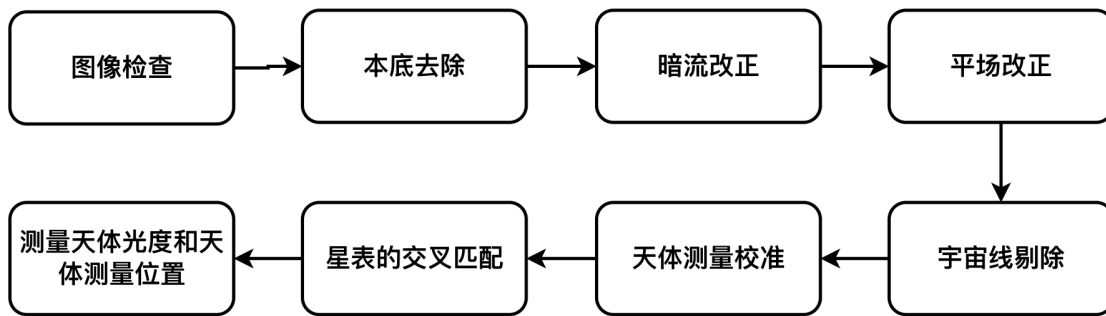 图像检查
本底去除
暗流改正
平场改正
宇宙线剔除
天体测量校准
星表的交叉匹配
测量天体光度和天
体测量位置